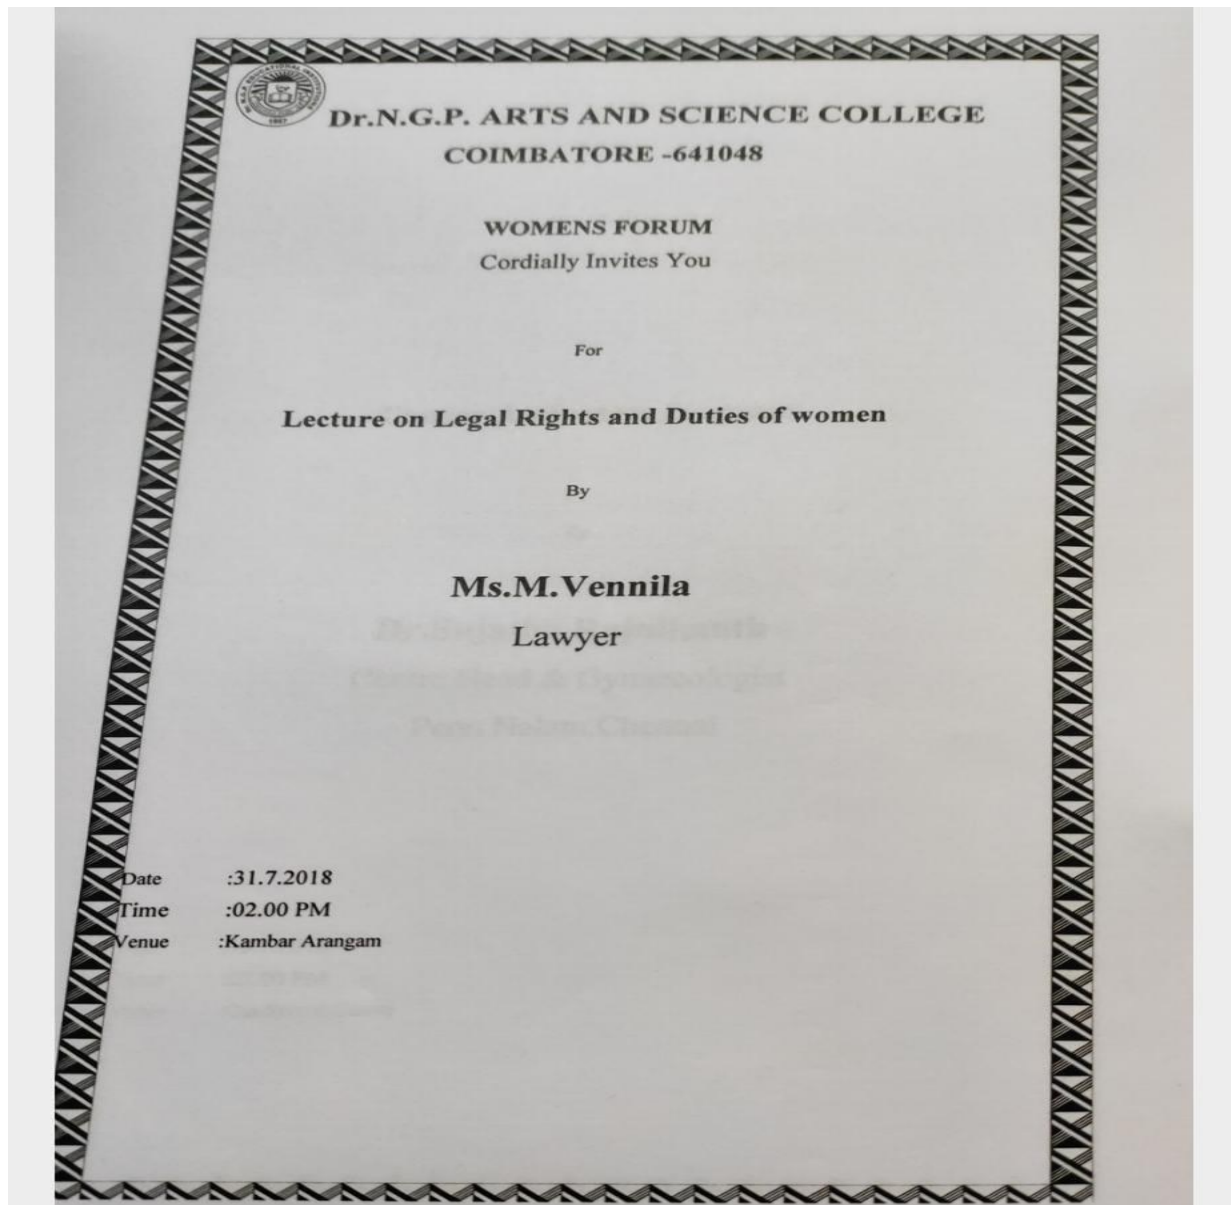 Dr.N.G.P. ARTS AND SCIENCE COLLEGE
COIMBATORE -641048
WOMENS FORUM
Cordially Invites You
For
Lecture on Legal Rights and Duties of women
By
Ms.M.Vennila
Lawyer
Date :31.7.2018
Time :02.00 PM
Venue :Kambar Arangam